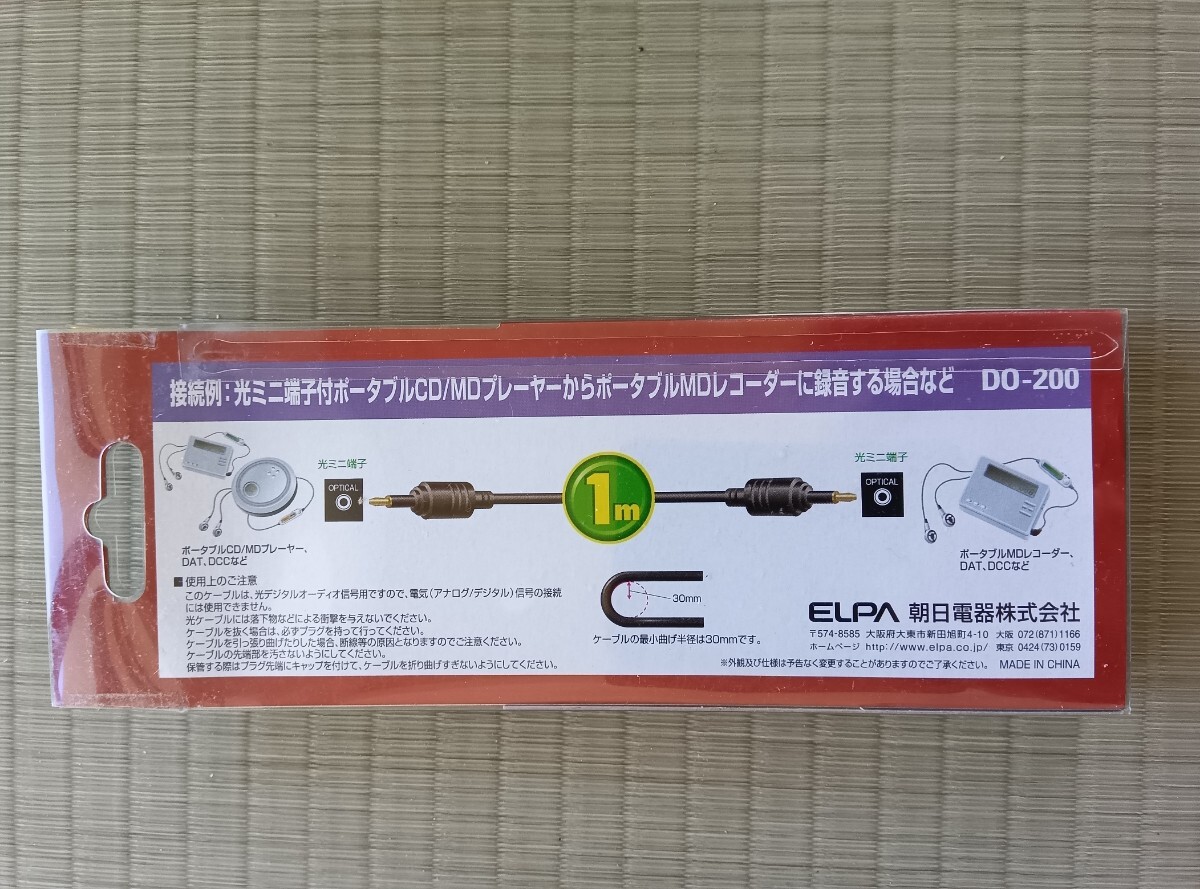 接続例:光ミニ端子付ポータブルCD/MDプレーヤーからポータブルMDレコーダーに録音する場合など DO-200
光ミニ端子
OPTICAL
1m
光ミニ端子
OPTICAL
ポータブルCD/MDプレーヤー、
DAT、DCCなど
ポータブルMDレコーダー、
DAT、DCCなど
■使用上のご注意
このケーブルは、光デジタルオーディオ信号用ですので、電気(アナログ/デジタル)信号の接続
には使用できません。
光ケーブルには落下物などによる衝撃を与えないでください。
ケーブルを抜く場合は、必ずプラグを持って行ってください。
ケーブルを引っ張り曲げたりした場合、断線等の原因となりますのでご注意ください。
ケーブルの先端部を汚さないようにしてください。
保管する際はプラグ先端にキャップを付けて、ケーブルを折り曲げすぎないようにしてください。
30mm
ケーブルの最小曲げ半径は30mmです。
ELPA 朝日電器株式会社
〒574-8585 大阪府大東市新田旭町4-10 大阪 072(871)1166
ホームページ http://www.elpa.co.jp/ 東京 0424(73)0159
※外観及び仕様は予告なく変更することがありますのでご了承ください。 MADE IN CHINA